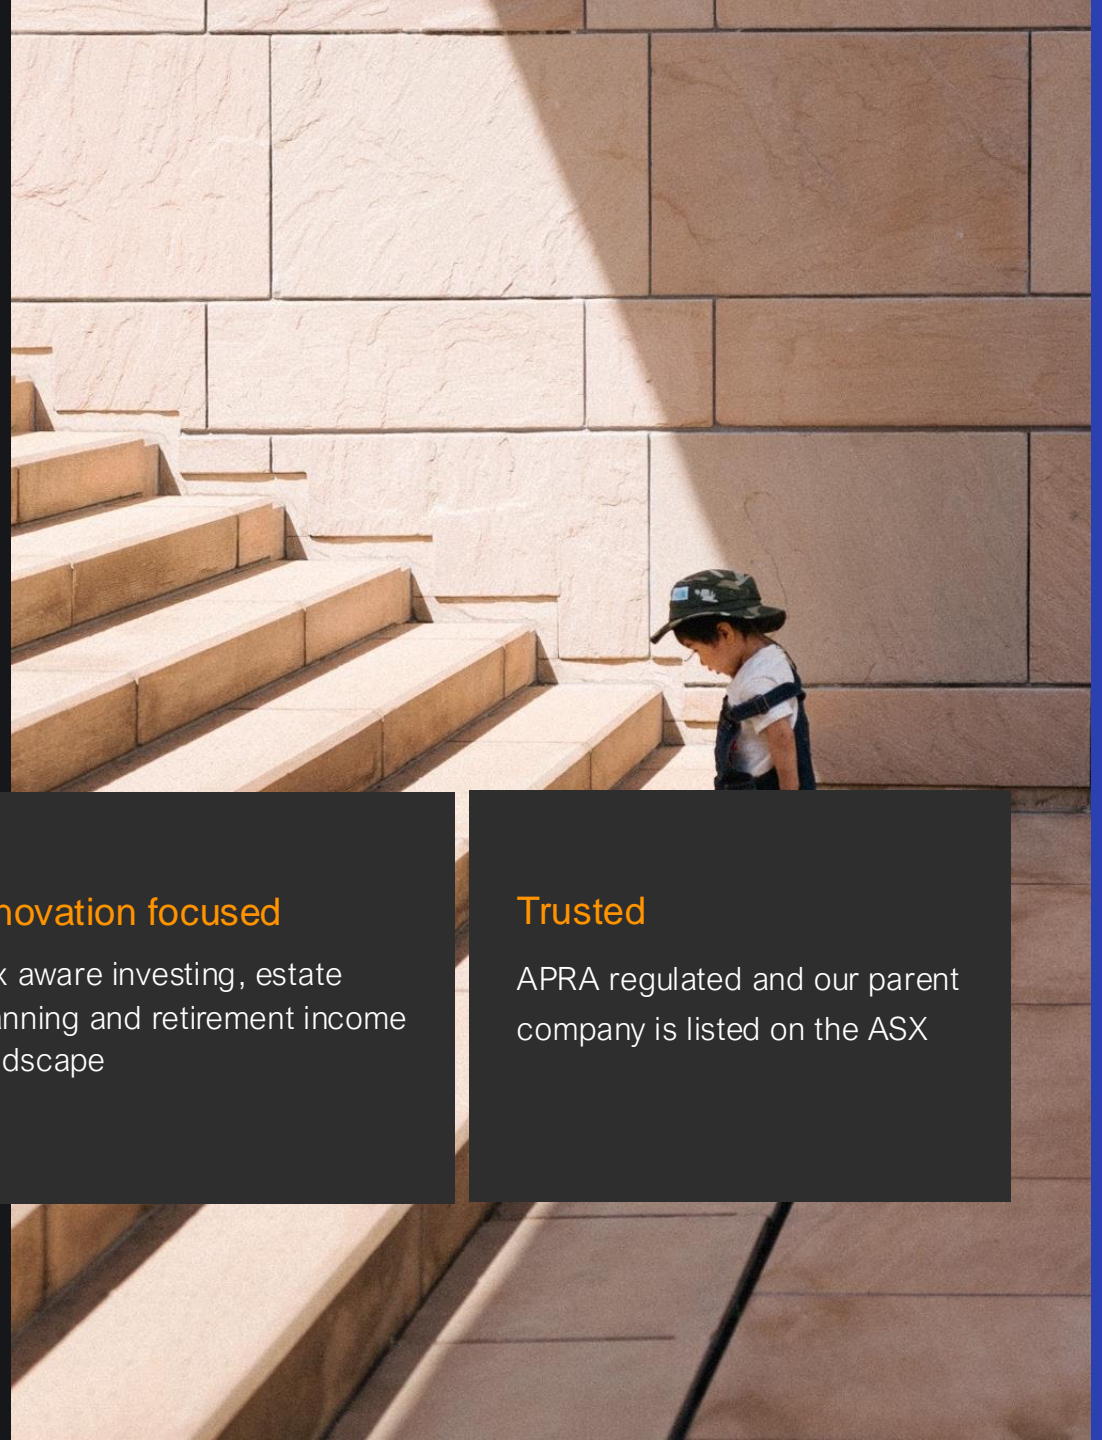 novation focused
x aware investing, estate
anning and retirement income
dscape
Trusted
APRA regulated and our parent
company is listed on the ASX